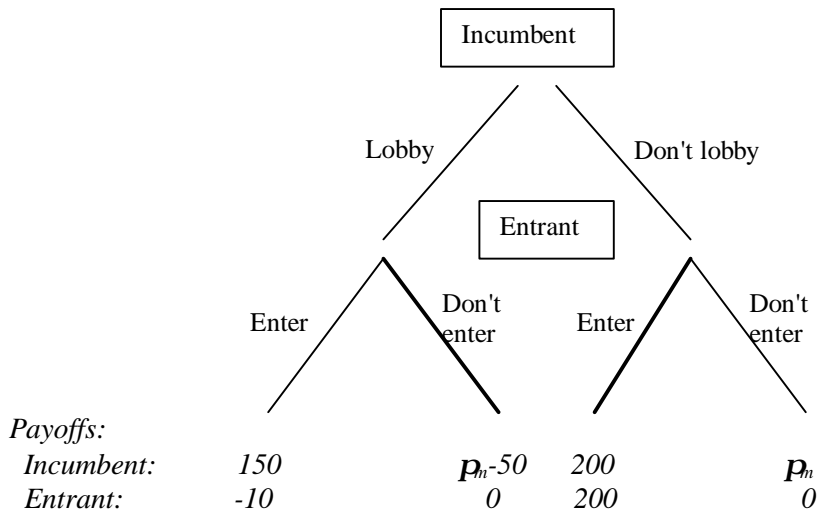 Incumbent
Lobby
Don't lobby
Entrant
Enter
Don't enter
Enter
Don't enter
Payoffs:
Incumbent: 150 pm-50 200 pm
Entrant: -10 0 200 0